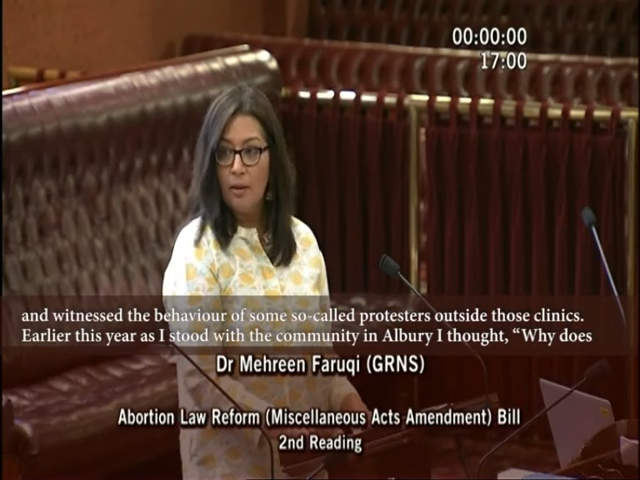 00:00:00
17:00
and witnessed the behaviour of some so-called protesters outside those clinics.
Earlier this year as I stood with the community in Albury I thought, “Why does
Dr Mehreen Faruqi (GRNS)
Abortion Law Reform (Miscellaneous Acts Amendment) Bill
2nd Reading